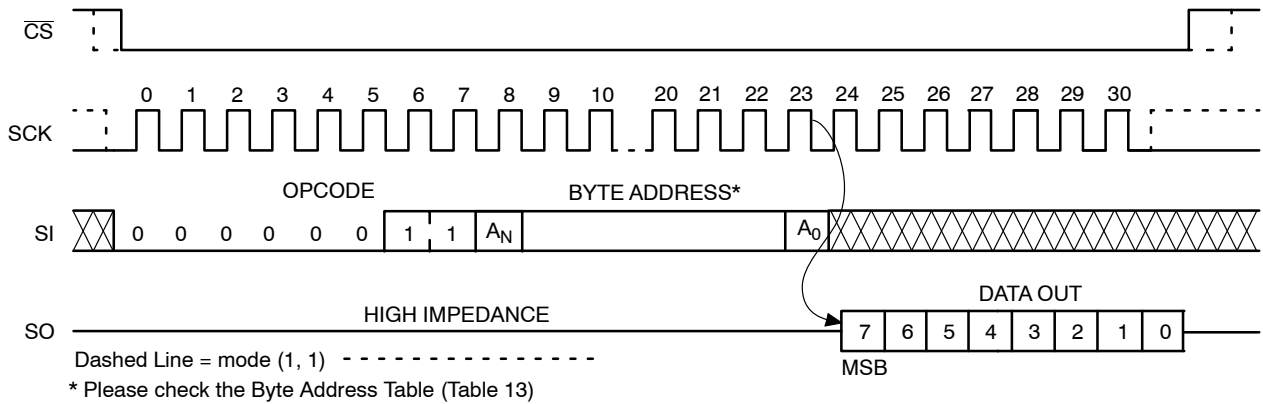 CS
0 1 2 3 4 5 6 7 8 9 10 20 21 22 23 24 25 26 27 28 29 30
SCK
OPCODE BYTE ADDRESS*
SI 0 0 0 0 0 0 1 1 AN A0
HIGH IMPEDANCE DATA OUT
SO 7 6 5 4 3 2 1 0
Dashed Line = mode (1, 1) MSB
* Please check the Byte Address Table (Table 13)